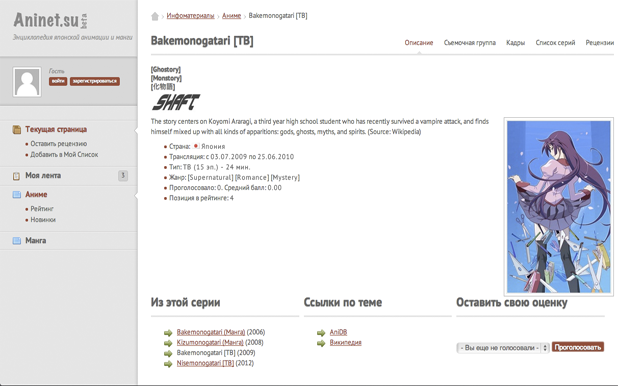 Aninet.su beta
Энциклопедия японской анимации и манги
Гость
войти зарегистрироваться
Текущая страница
Оставить рецензию
Добавить в Мой Список
Моя лента 3
Аниме
Рейтинг
Новинки
Манга
Инфоматериалы › Аниме › Bakemonogatari [ТВ]
Bakemonogatari [ТВ]
Описание Съемочная группа Кадры Список серий Рецензии
[Ghostory]
[Monstory]
[化物語]
SHAFT
The story centers on Koyomi Araragi, a third year high school student who has recently survived a vampire attack, and finds
himself mixed up with all kinds of apparitions: gods, ghosts, myths, and spirits. (Source: Wikipedia)
Страна: Япония
Трансляция: с 03.07.2009 по 25.06.2010
Тип: ТВ (15 эп.) - 24 мин.
Жанр: [Supernatural] [Romance] [Mystery]
Проголосовало: 0. Средний балл: 0.00
Позиция в рейтинге: 4
Из этой серии
Bakemonogatari (Манга) (2006)
Kizumonogatari (Манга) (2008)
Bakemonogatari [ТВ] (2009)
Nisemonogatari [ТВ] (2012)
Ссылки по теме
AniDB
Википедия
Оставить свою оценку
- Вы еще не голосовали - Проголосовать